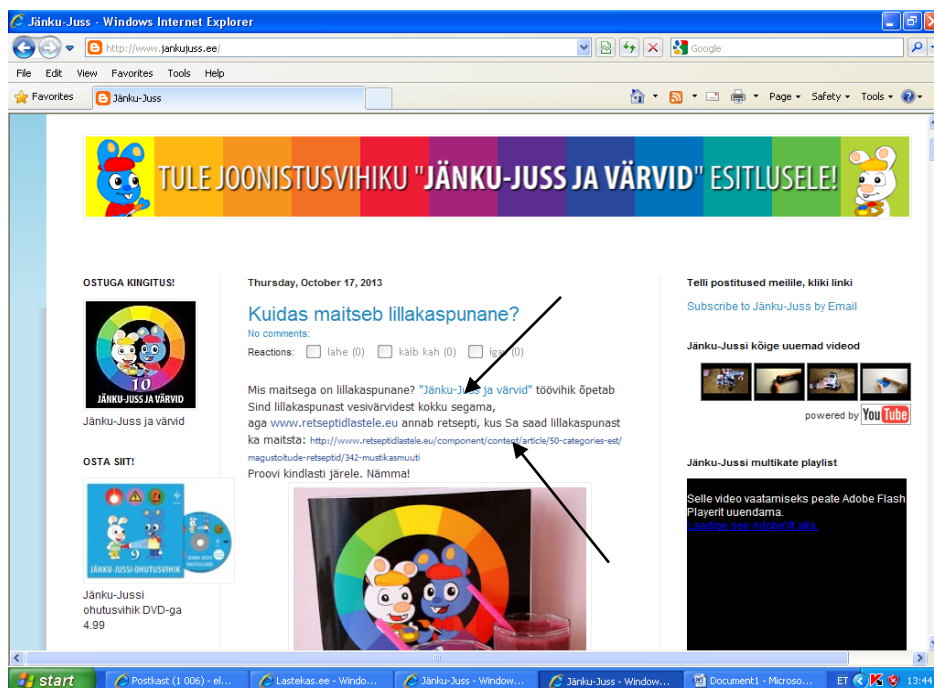 Jänku-Juss - Windows Internet Explorer
http://www.jankujuss.ee/
Google
File Edit View Favorites Tools Help
Favorites
Jänku-Juss
Page Safety Tools
TULE JOONISTUSVIHIKU "JÄNKU-JUSS JA VÄRVID" ESITLUSELE!
OSTUGA KINGITUS!
10
JÄNKU-JUSS JA VÄRVID
Jänku-Juss ja värvid
OSTA SIIT!
9
JÄNKU-JUSSI OHUTUSVIHIK
Jänku-Jussi
ohutusvihik DVD-ga
4.99
Thursday, October 17, 2013
Kuidas maitseb lillakaspunane?
No comments:
Reactions: lahe (0) käib kah (0) igav (0)
Mis maitsega on lillakaspunane? "Jänku-Juss ja värvid" töövihik õpetab
Sind lillakaspunast vesivärvidest kokku segama,
aga www.retseptidlastele.eu annab retsepti, kus Sa saad lillakaspunast
ka maitsta: http://www.retseptidlastele.eu/component/content/article/50-categories-est/
magustoitude-retseptid/342-mustikasmuuti
Proovi kindlasti järele. Nämma!
Telli postitused meilile, kliki linki
Subscribe to Jänku-Juss by Email
Jänku-Jussi kõige uuemad videod
powered by YouTube
Jänku-Jussi multikate playlist
Selle video vaatamiseks peate Adobe Flash
Playerit uuendama.
Laadige see Adobe'ilt alla.
start
Postkast (1 006) - el...
Lastekas.ee - Windo...
Jänku-Juss - Window...
Jänku-Juss - Window...
Document1 - Microso...
ET
13:44